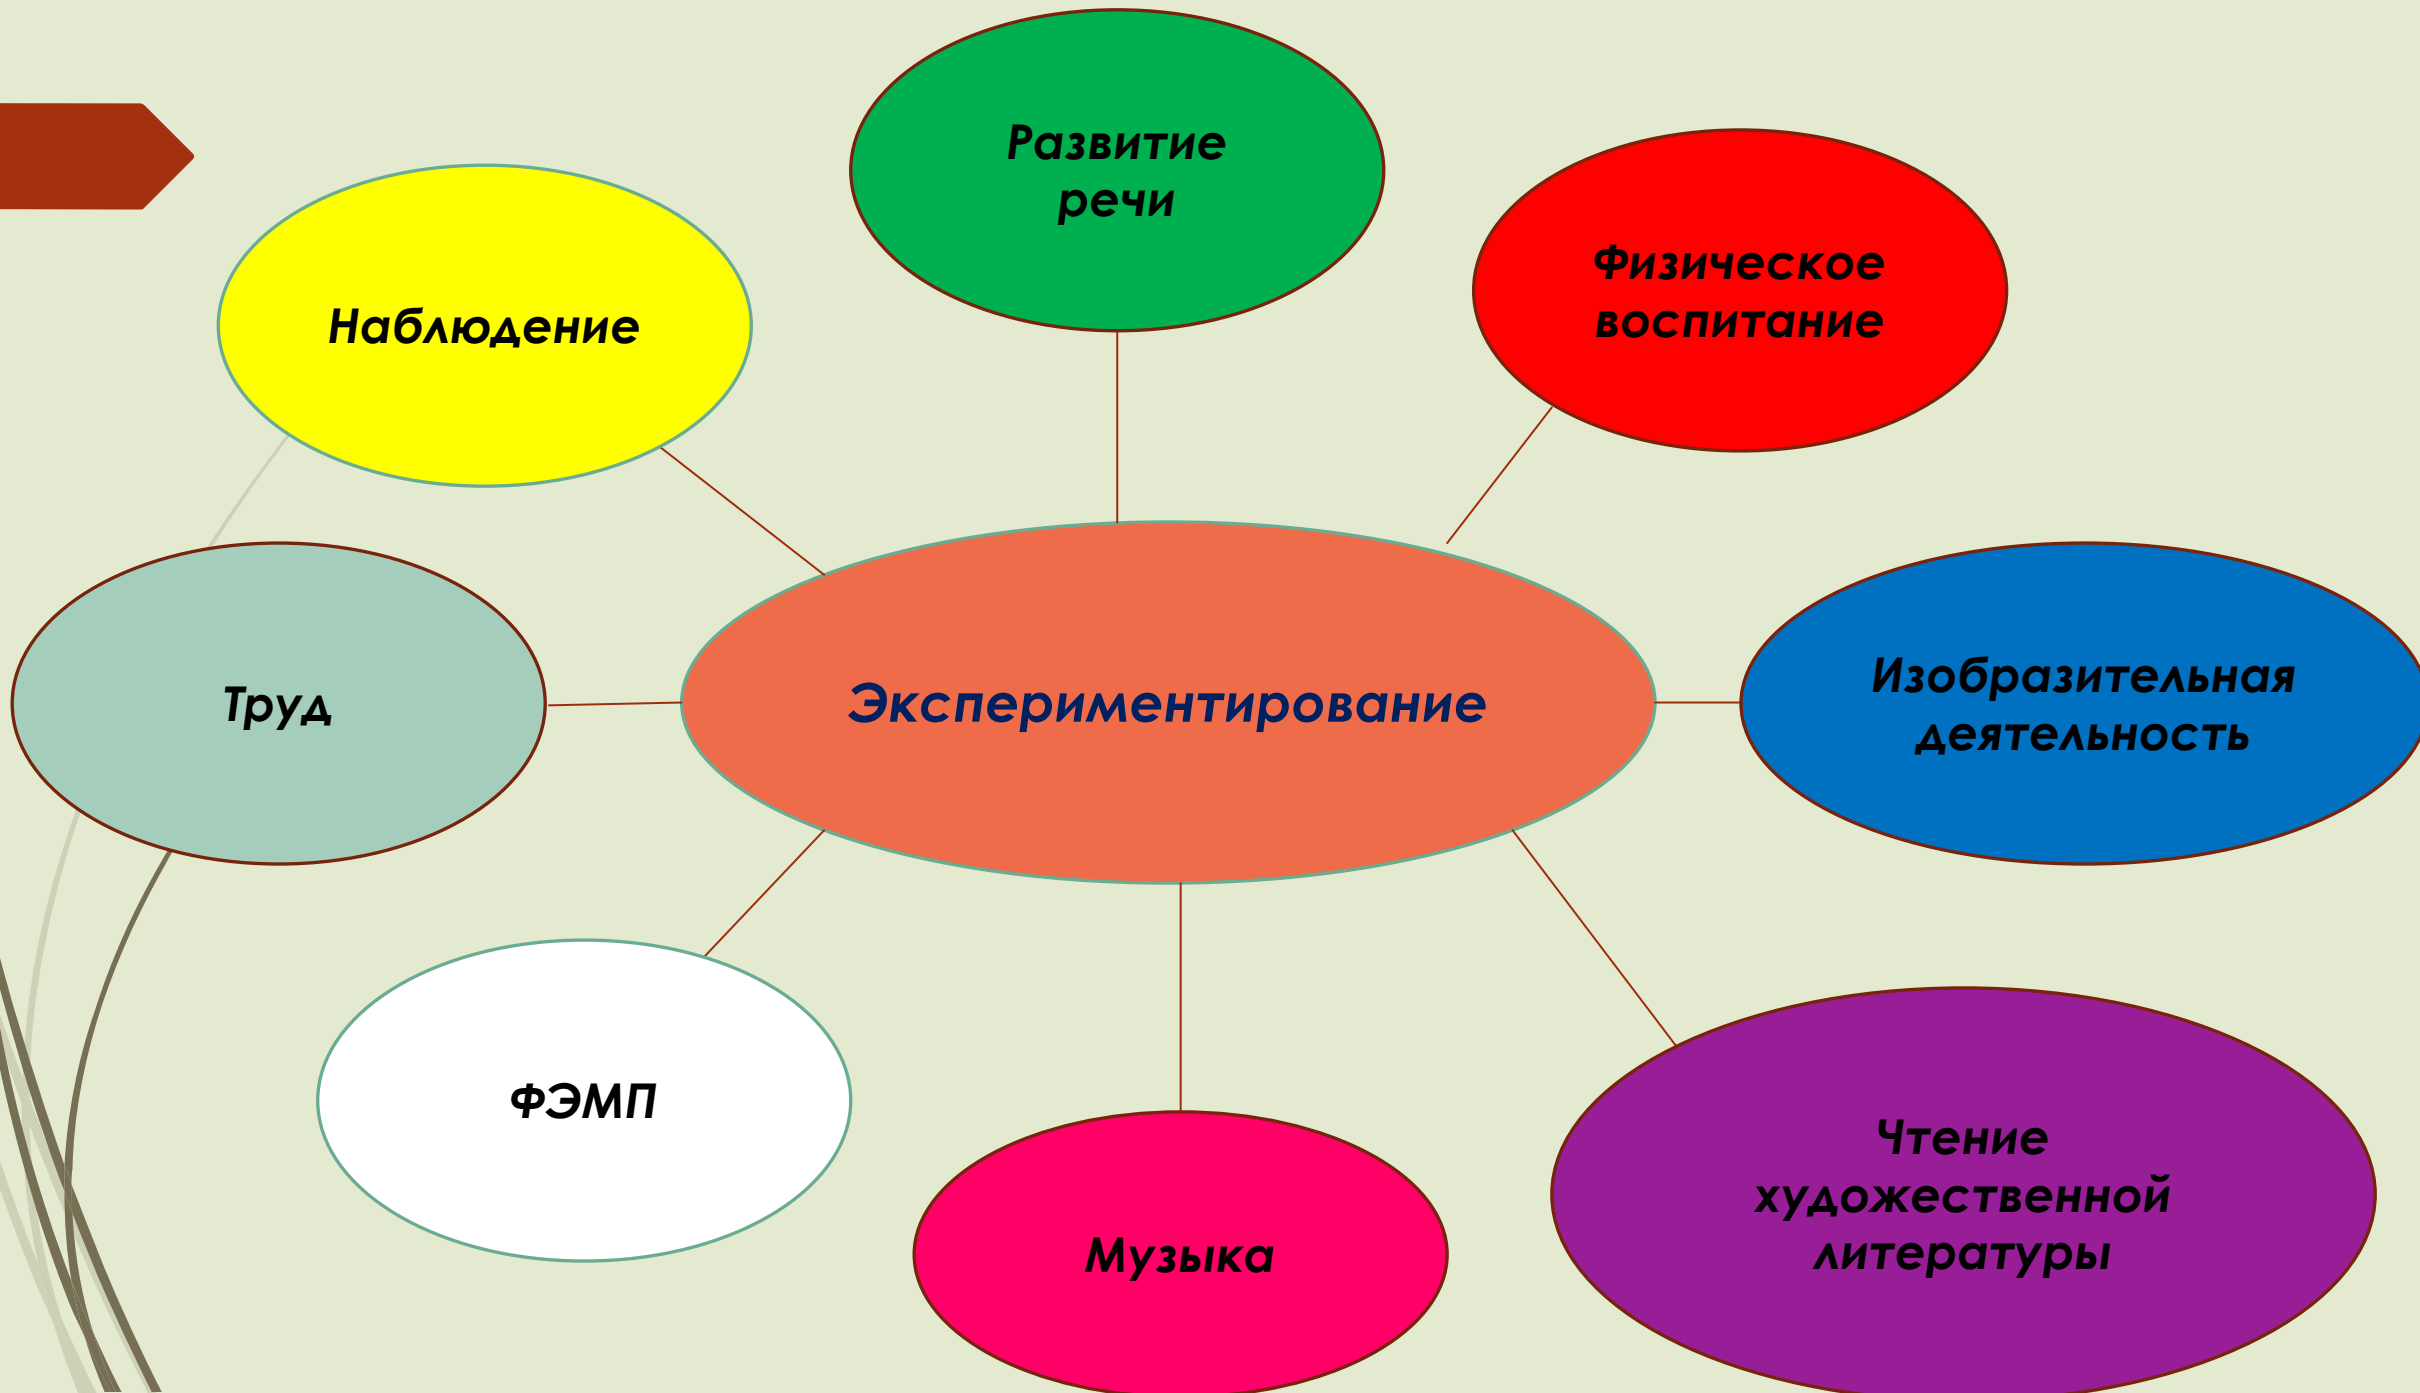 Развитие
речи
Физическое
воспитание
Наблюдение
Изобразительная
деятельность
Экспериментирование
Труд
ФЭМП
Чтение
художественной
литературы
Музыка